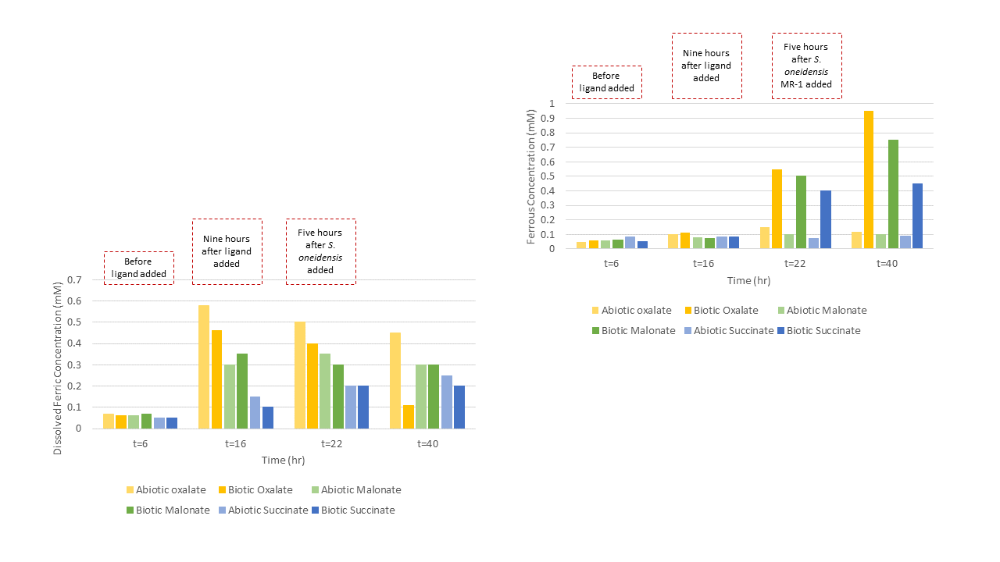 Before
ligand added
Nine hours
after ligand
added
Five hours
after S.
oneidensis
added
Dissolved Ferric Concentration (mM)
0.7
0.6
0.5
0.4
0.3
0.2
0.1
0
t=6
t=16
t=22
t=40
Time (hr)
Abiotic oxalate
Biotic Oxalate
Abiotic Malonate
Biotic Malonate
Abiotic Succinate
Biotic Succinate
Before
ligand added
Nine hours
after ligand
added
Five hours
after S.
oneidensis
MR-1 added
Ferrous Concentration (mM)
1
0.9
0.8
0.7
0.6
0.5
0.4
0.3
0.2
0.1
0
t=6
t=16
t=22
t=40
Time (hr)
Abiotic oxalate
Biotic Oxalate
Abiotic Malonate
Biotic Malonate
Abiotic Succinate
Biotic Succinate